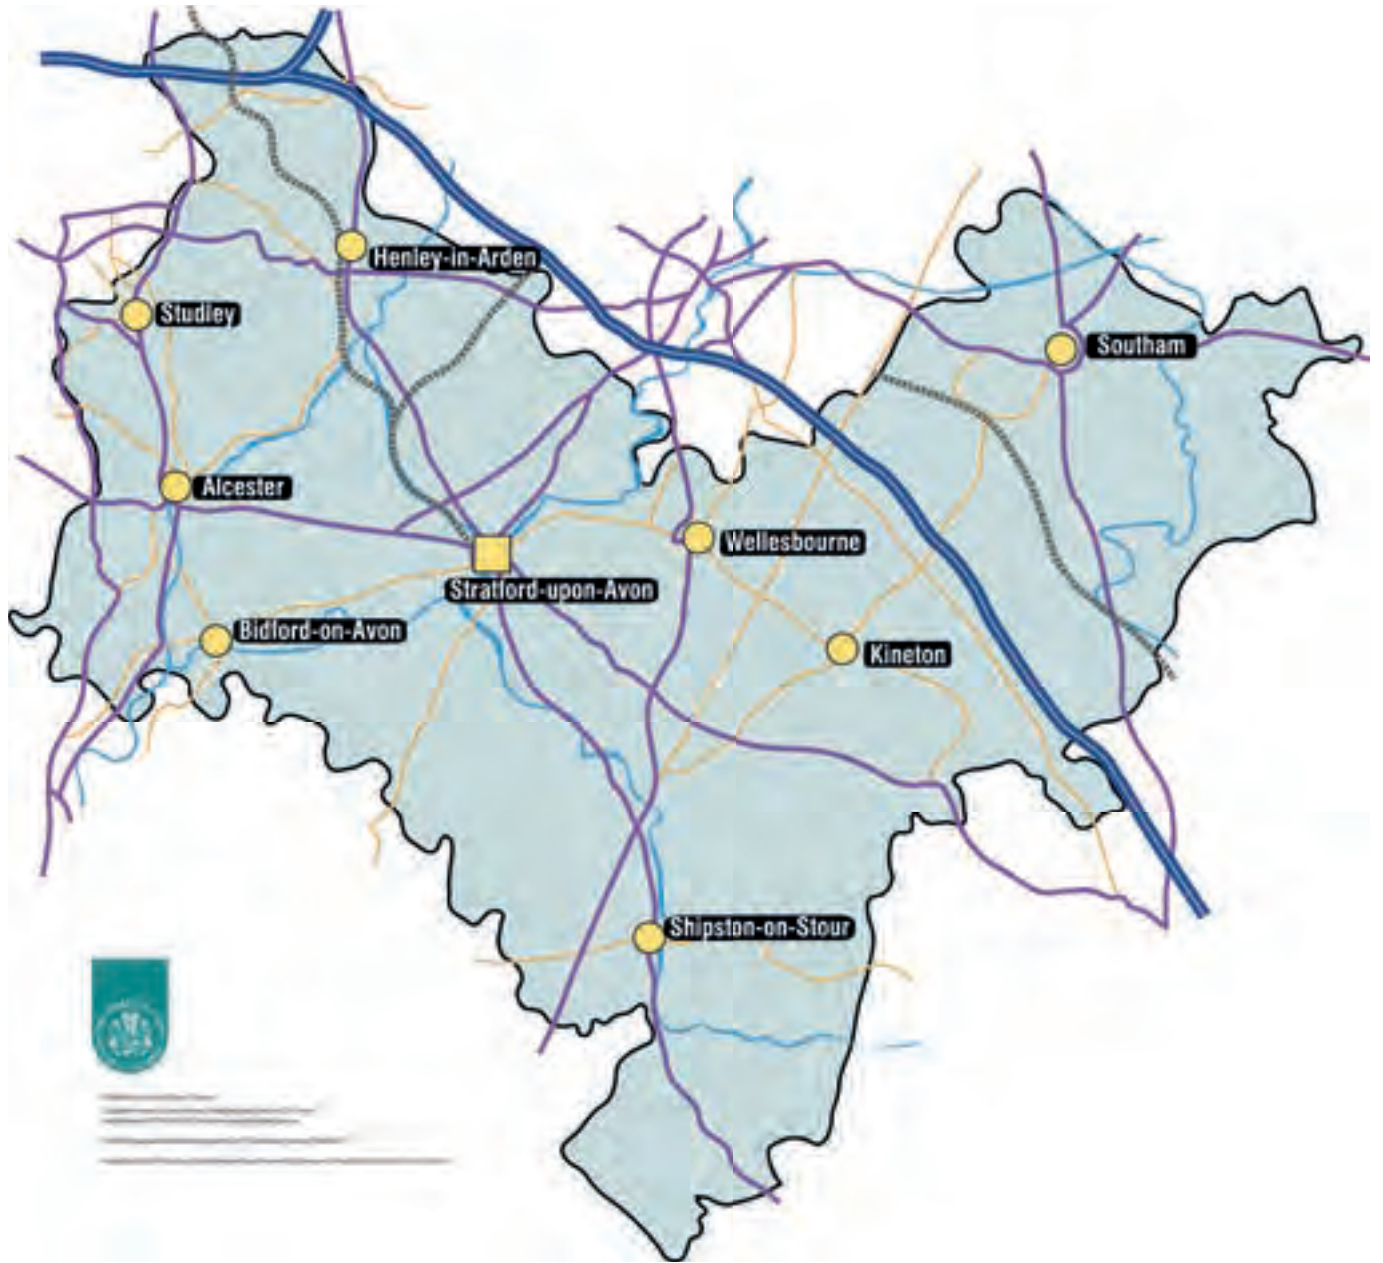 Henley-in-Arden
Studley
Southam
Alcester
Wellesbourne
Stratford-upon-Avon
Bidford-on-Avon
Kineton
Shipston-on-Stour